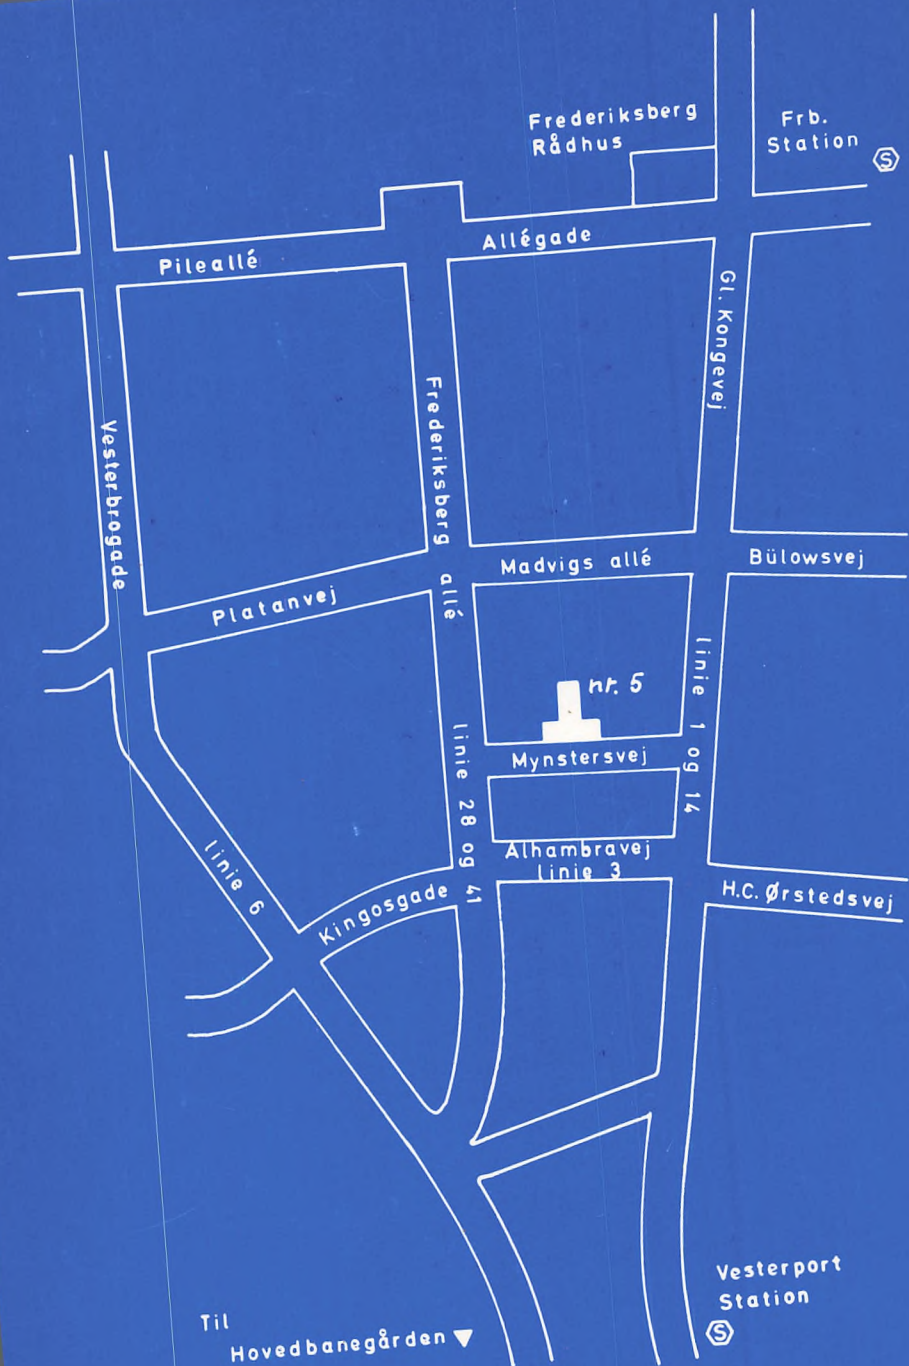 Frederiksberg
Rådhus
Frb.
Station
S
Allégade
Pileallé
Gl. Kongevej
Frederiksberg allé
Vesterbrogade
Madvigs allé
Bülowsvej
Platanvej
linie 1 og 14
nr. 5
linie 28 og 41
Mynstersvej
linie 6
Alhambravej
linie 3
Kingosgade
H.C. Ørstedsvej
Vesterport
Station
S
Til
Hovedbanegården